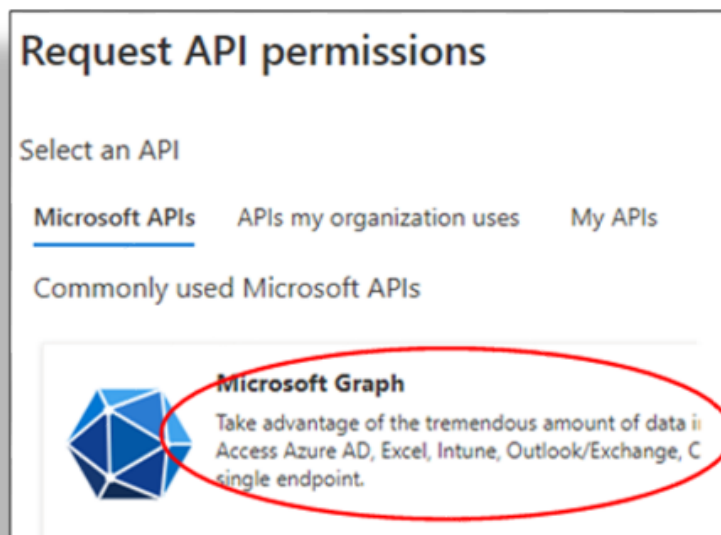 Request API permissions
Select an API
Microsoft APIs APIs my organization uses My APIs
Commonly used Microsoft APIs
Microsoft Graph
Take advantage of the tremendous amount of data
Access Azure AD, Excel, Intune, Outlook/Exchange,
single endpoint.